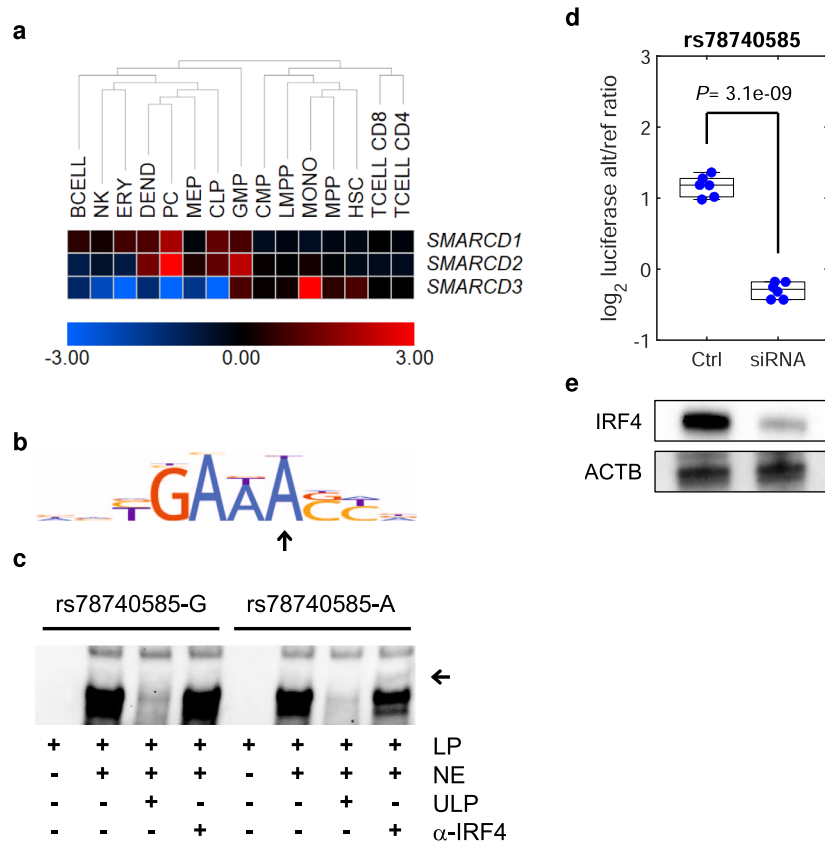 a
BCELL
NK
ERY
DEND
PC
MEP
CLP
GMP
CMP
LMPP
MONO
MPP
HSC
TCELL CD8
TCELL CD4
SMARCD1
SMARCD2
SMARCD3
-3.00 0.00 3.00
b
GAAA
c
rs78740585-G rs78740585-A
+ + + + + + + + LP
- + + + - + + + NE
- - + - - - + - ULP
- - - + - - - + α-IRF4
d
rs78740585
log2 luciferase alt/ref ratio
3
2
1
0
-1
P= 3.1e-09
Ctrl siRNA
e
IRF4
ACTB